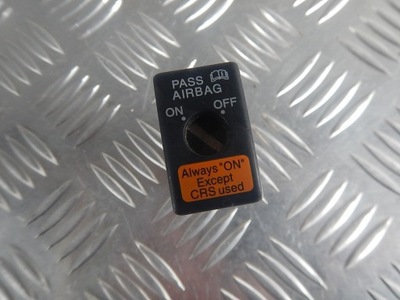 PASS
AIRBAG
ON OFF
Always "ON"
Except
CRS used